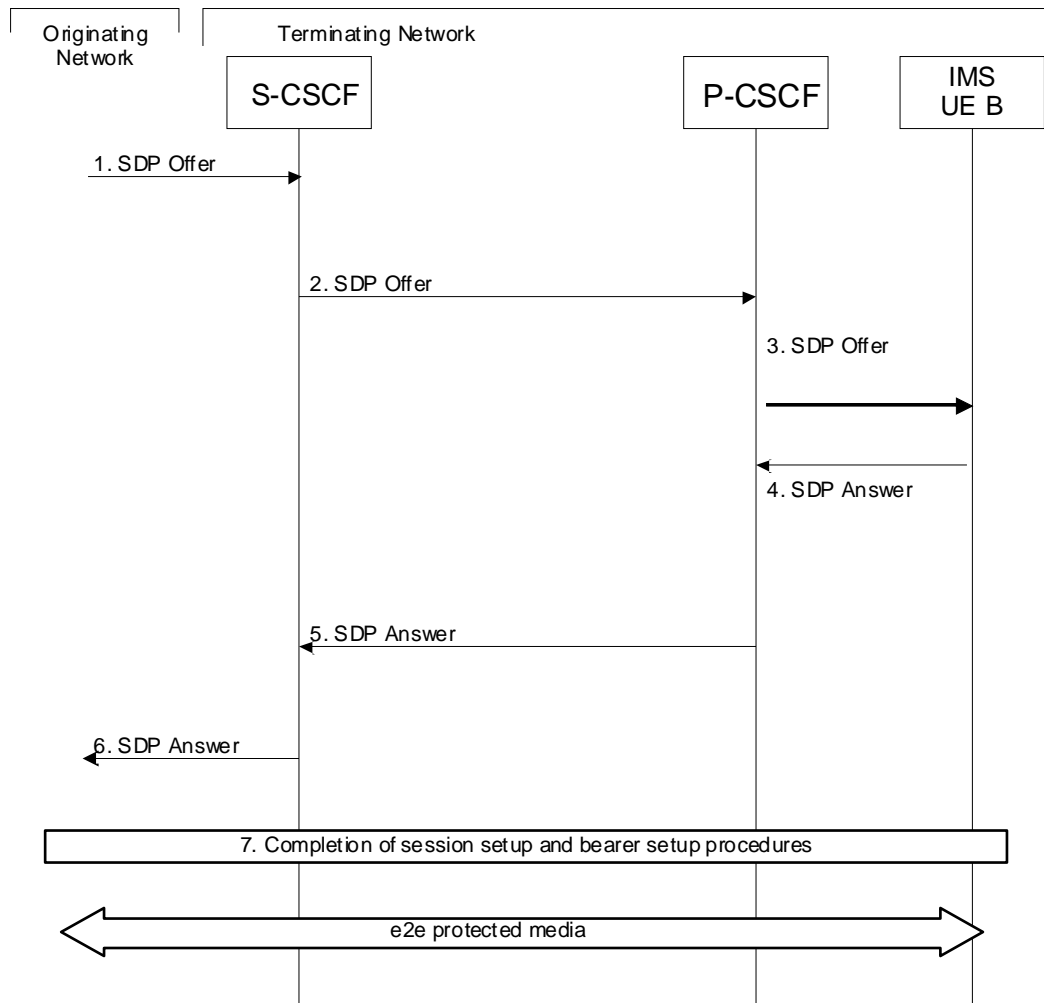 Originating
Network
Terminating Network
S-CSCF
P-CSCF
IMS
UE B
1. SDP Offer
2. SDP Offer
3. SDP Offer
4. SDP Answer
5. SDP Answer
6. SDP Answer
7. Completion of session setup and bearer setup procedures
e2e protected media